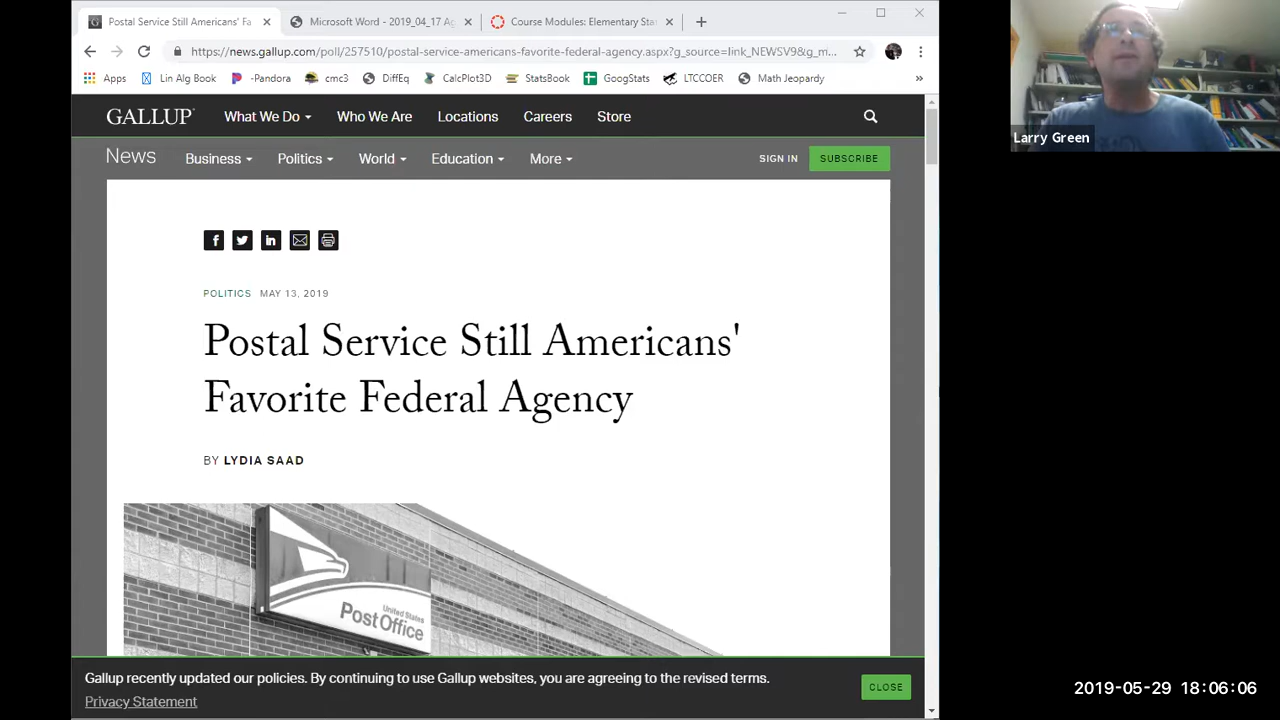 Postal Service Still Americans' Fa
Microsoft Word - 2019_04_17 Ag
Course Modules: Elementary Sta
https://news.gallup.com/poll/257510/postal-service-americans-favorite-federal-agency.aspx?g_source=link_NEWSV9&g_m...
Apps Lin Alg Book -Pandora cmc3 DiffEq CalcPlot3D StatsBook GoogStats LTCCOER Math Jeopardy »
GALLUP® What We Do Who We Are Locations Careers Store
News Business Politics World Education More SIGN IN SUBSCRIBE
POLITICS MAY 13, 2019
Postal Service Still Americans'
Favorite Federal Agency
BY LYDIA SAAD
United States
Post Office
Gallup recently updated our policies. By continuing to use Gallup websites, you are agreeing to the revised terms.
Privacy Statement
CLOSE
Larry Green
2019-05-29 18:06:06